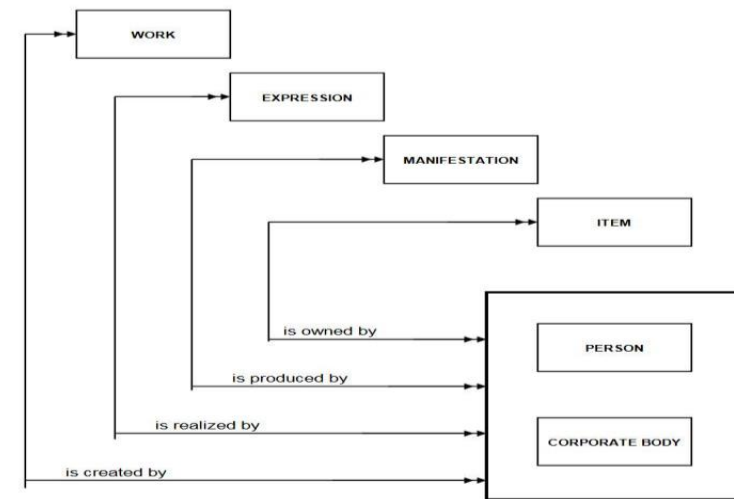 WORK
EXPRESSION
MANIFESTATION
ITEM
is owned by
PERSON
is produced by
is realized by
CORPORATE BODY
is created by